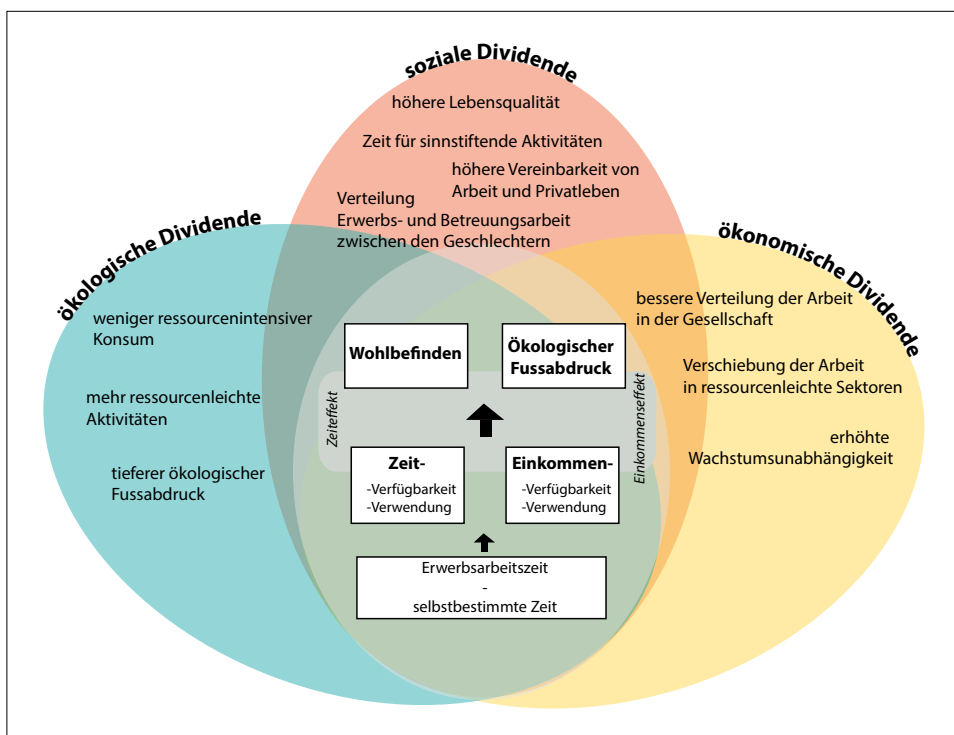 soziale Dividende
höhere Lebensqualität
Zeit für sinnstiftende Aktivitäten
höhere Vereinbarkeit von
Arbeit und Privatleben
Verteilung
Erwerbs- und Betreuungsarbeit
zwischen den Geschlechtern
ökologische Dividende
weniger ressourcenintensiver
Konsum
mehr ressourcenleichte
Aktivitäten
tieferer ökologischer
Fussabdruck
ökonomische Dividende
bessere Verteilung der Arbeit
in der Gesellschaft
Verschiebung der Arbeit
in ressourcenleichte Sektoren
erhöhte
Wachstumsunabhängigkeit
Wohlbefinden
Ökologischer
Fussabdruck
Zeiteffekt
Einkommenseffekt
Zeit-
-Verfügbarkeit
-Verwendung
Einkommen-
-Verfügbarkeit
-Verwendung
Erwerbsarbeitszeit
-
selbstbestimmte Zeit